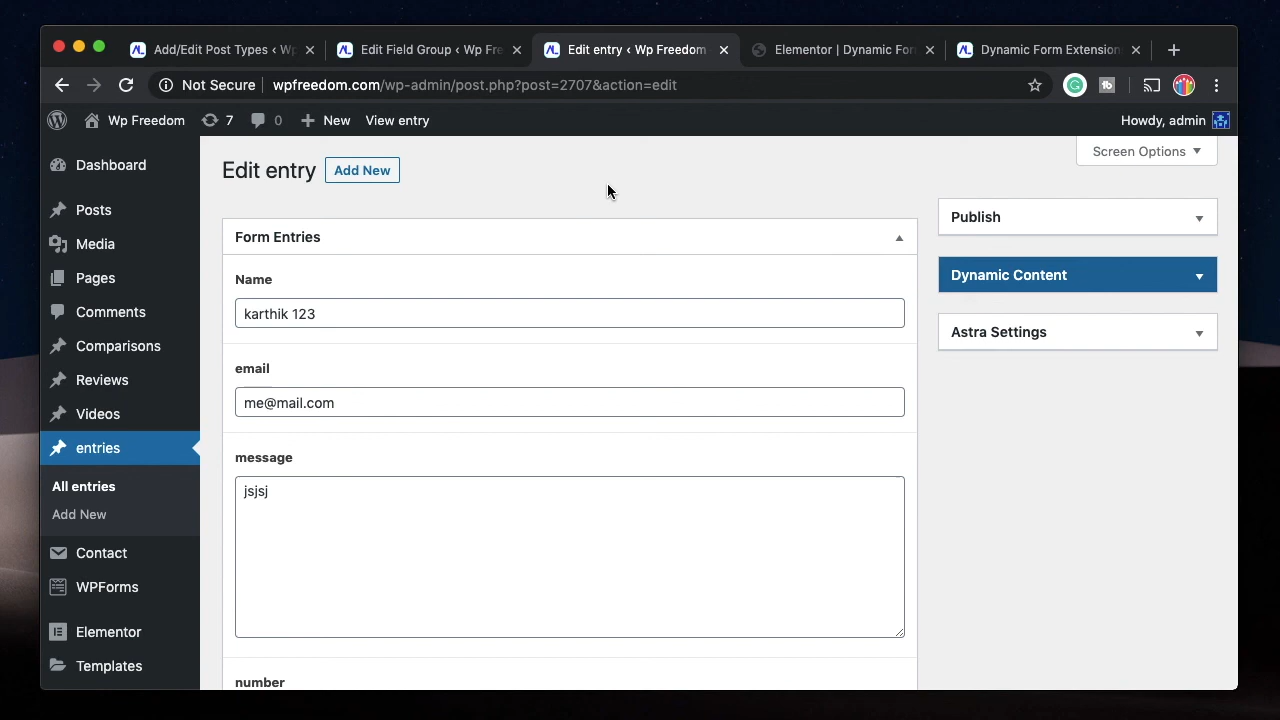 Add/Edit Post Types < Wp
Edit Field Group < Wp Fre
Edit entry < Wp Freedom
Elementor | Dynamic For
Dynamic Form Extension
Not Secure
wpfreedom.com/wp-admin/post.php?post=2707&action=edit
Wp Freedom
7
0
New
View entry
Howdy, admin
Screen Options
Dashboard
Posts
Media
Pages
Comments
Comparisons
Reviews
Videos
entries
All entries
Add New
Contact
WPForms
Elementor
Templates
Edit entry
Add New
Form Entries
Name
karthik 123
email
me@mail.com
message
jsjsj
number
Publish
Dynamic Content
Astra Settings